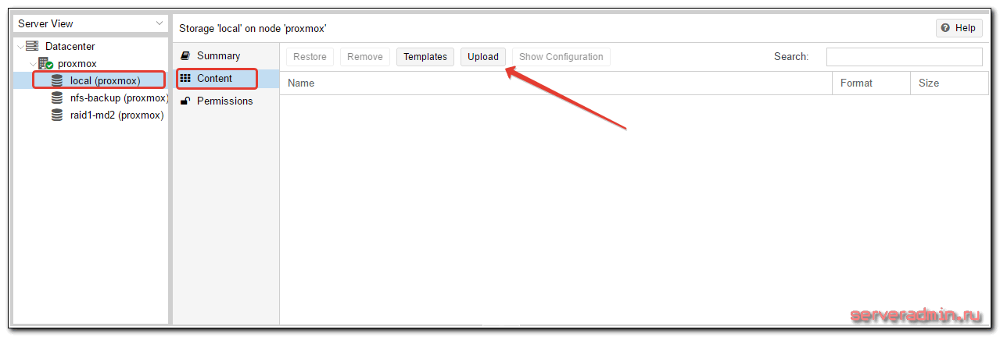 Server View
Datacenter
proxmox
local (proxmox)
nfs-backup (proxmox)
raid1-md2 (proxmox)
Storage 'local' on node 'proxmox'
Help
Summary
Content
Permissions
Restore Remove Templates Upload Show Configuration Search:
Name Format Size
serveradmin.ru